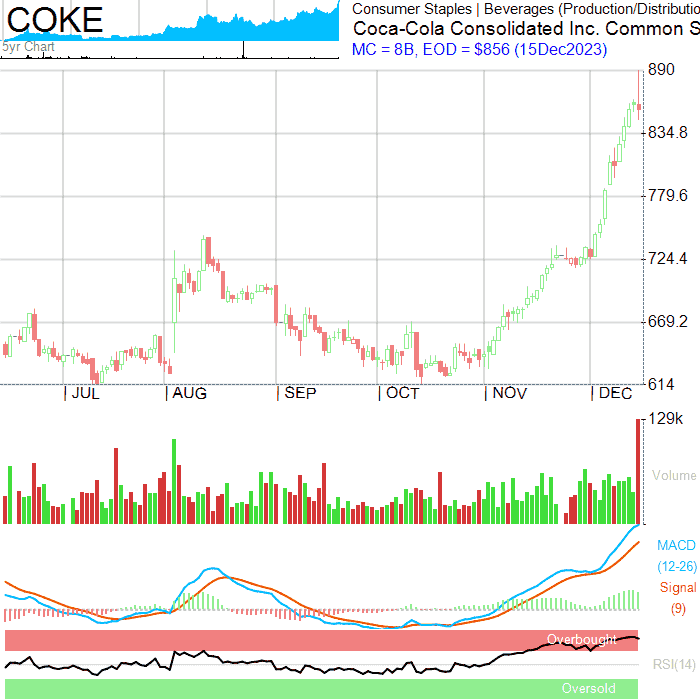 COKE
5yr Chart
Consumer Staples | Beverages (Production/Distributio
Coca-Cola Consolidated Inc. Common S
MC = 8B, EOD = $856 (15Dec2023)
890
834.8
779.6
724.4
669.2
614
| JUL | AUG | SEP | OCT | NOV | DEC
129k
Volume
MACD
(12-26)
Signal
(9)
Overbought
RSI(14)
Oversold